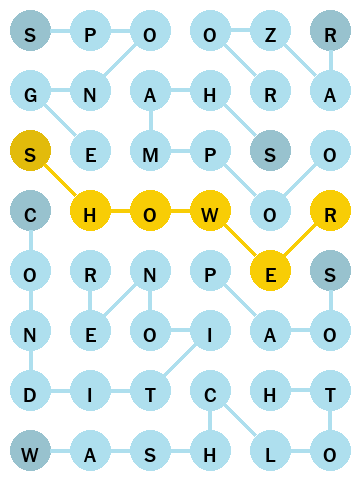 S P O O Z R
G N A H R A
S E M P S O
C H O W O R
O R N P E S
N E O I A O
D I T C H T
W A S H L O